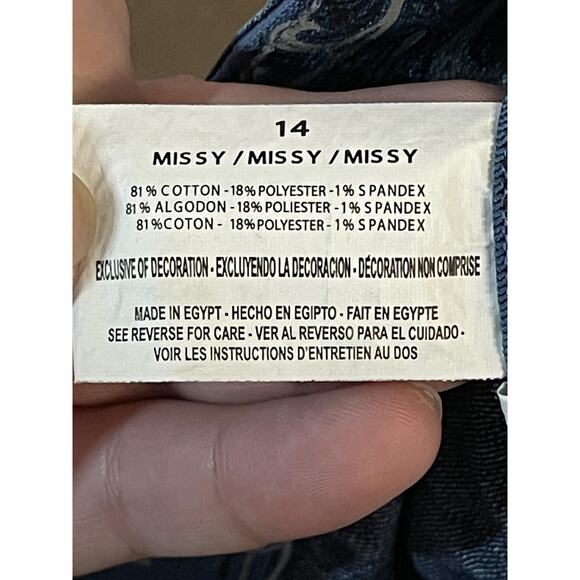 14
MISSY / MISSY / MISSY
81% COTTON - 18% POLYESTER - 1% SPANDEX
81% ALGODON - 18% POLIESTER - 1% SPANDEX
81% COTON - 18% POLYESTER - 1% SPANDEX
EXCLUSIVE OF DECORATION - EXCLUYENDO LA DECORACION - DÉCORATION NON COMPRISE
MADE IN EGYPT - HECHO EN EGIPTO - FAIT EN EGYPTE
SEE REVERSE FOR CARE - VER AL REVERSO PARA EL CUIDADO -
VOIR LES INSTRUCTIONS D'ENTRETIEN AU DOS